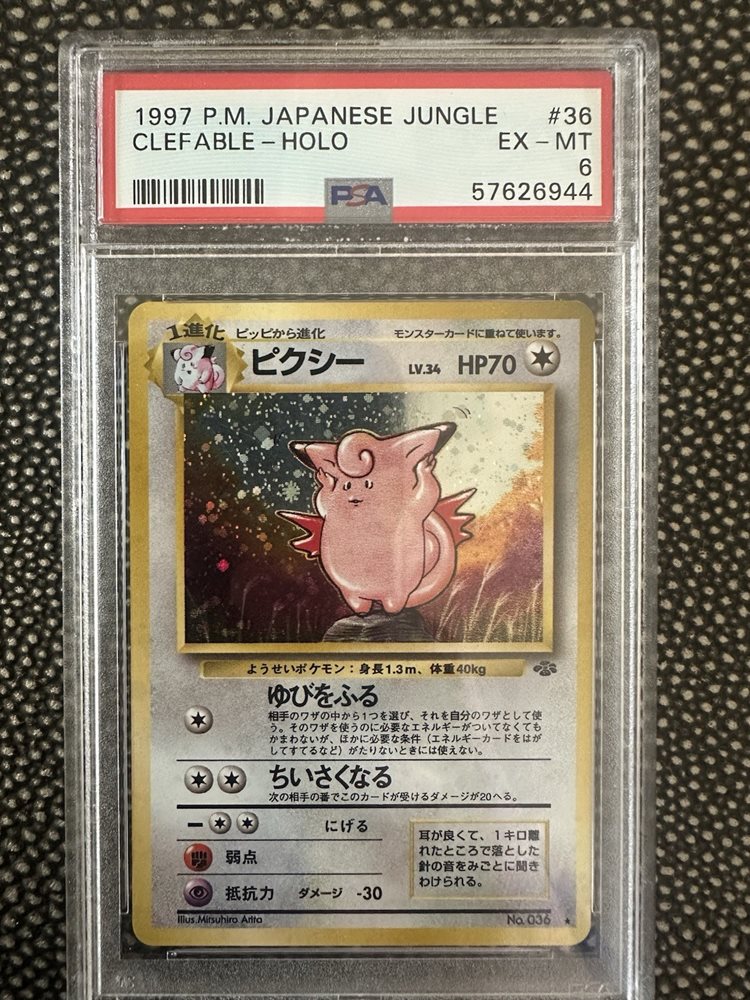 1997 P.M. JAPANESE JUNGLE #36
CLEFABLE - HOLO EX - MT
6
PSA 57626944
1進化 ピッピから進化 モンスターカードに重ねて使います。
ピクシー LV.34 HP70
ようせいポケモン：身長1.3m、体重40kg
ゆびをふる
相手のワザの中から1つを選び、それを自分のワザとして使
う。そのワザを使うのに必要なエネルギーがついてなくても
かまわないが、ほかに必要な条件（エネルギーカードをはが
してすてるなど）がたりないときには使えない。
ちいさくなる
次の相手の番でこのカードが受けるダメージが20へる。
ー にげる
弱点
抵抗力 ダメージ -30
耳が良くて、1キロ離
れたところで落とした
針の音をみごとに聞き
わけられる。
Illus.Mitsuhiro Arita No. 036 ★